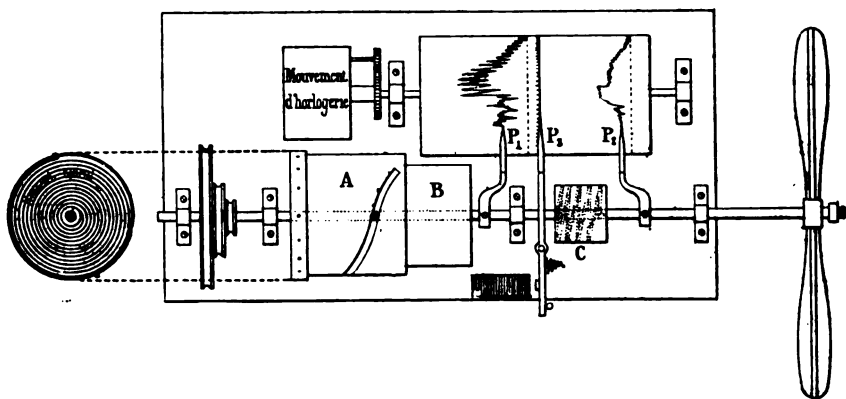 Mouvement
d'horlogerie
P₁ P₃ P₂
A
B
C